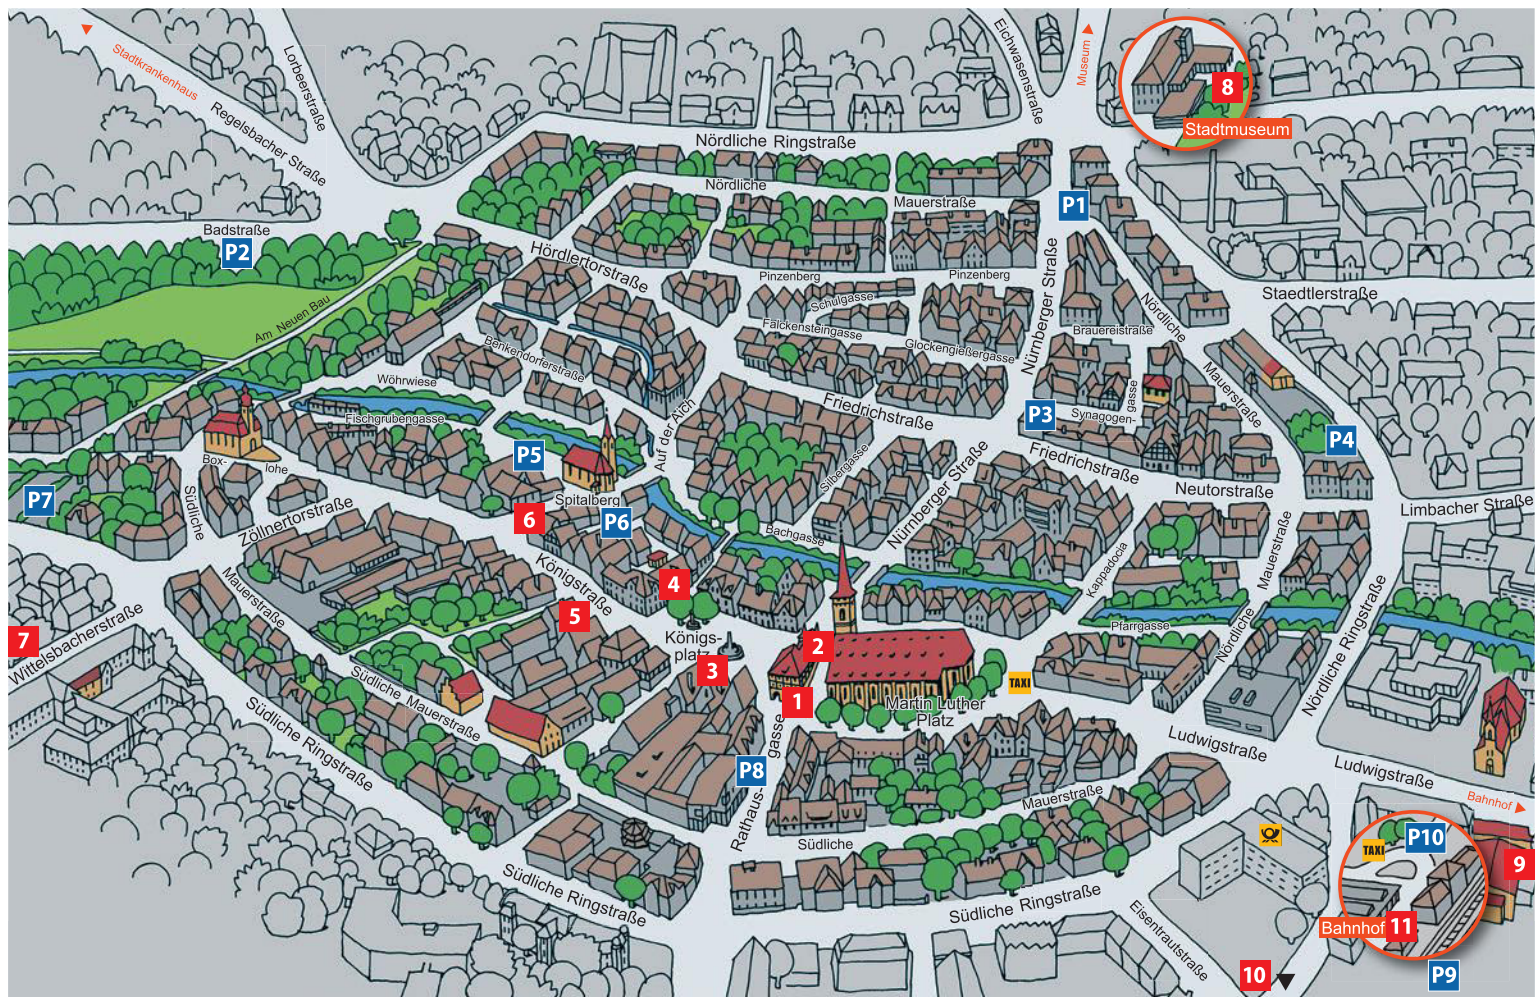 Stadtkrankenhaus
Lorberstraße
Regelsbacher Straße
Eichwasenstraße
Museum
8
Stadtmuseum
Nördliche Ringstraße
Nördliche
Mauerstraße
P1
Badstraße
P2
Hördlertorstraße
Pinzenberg
Pinzenberg
Schulgasse
Staedtlerstraße
Am Neuen Bau
Falckensteingasse
Glockengießergasse
Nürnberger Straße
Brauereistraße
Nördliche
Mauerstraße
Benkendorferstraße
Wöhrwiese
Fischgrubengasse
Auf der Aich
Friedrichstraße
P3
Synagogen-
gasse
P4
P5
Silbergasse
Nürnberger Straße
Friedrichstraße
Neutorstraße
Limbacher Straße
Box-
lohe
P7
Südliche
Zöllnertorstraße
Spitalberg
6
P6
Bachgasse
Mauerstraße
Königstraße
4
5
Kappadocia
Mauerstraße
Nördliche
Pfarrgasse
Nördliche Ringstraße
7
Wittelsbacherstraße
Königs-
platz
2
3
1
TAXI
Martin Luther
Platz
Südliche Mauerstraße
Südliche Ringstraße
Rathaus-
gasse
P8
Ludwigstraße
Ludwigstraße
Bahnhof
Mauerstraße
Südliche
TAXI
P10
9
Südliche Ringstraße
Südliche Ringstraße
Eisentrautstraße
Bahnhof
11
10
P9